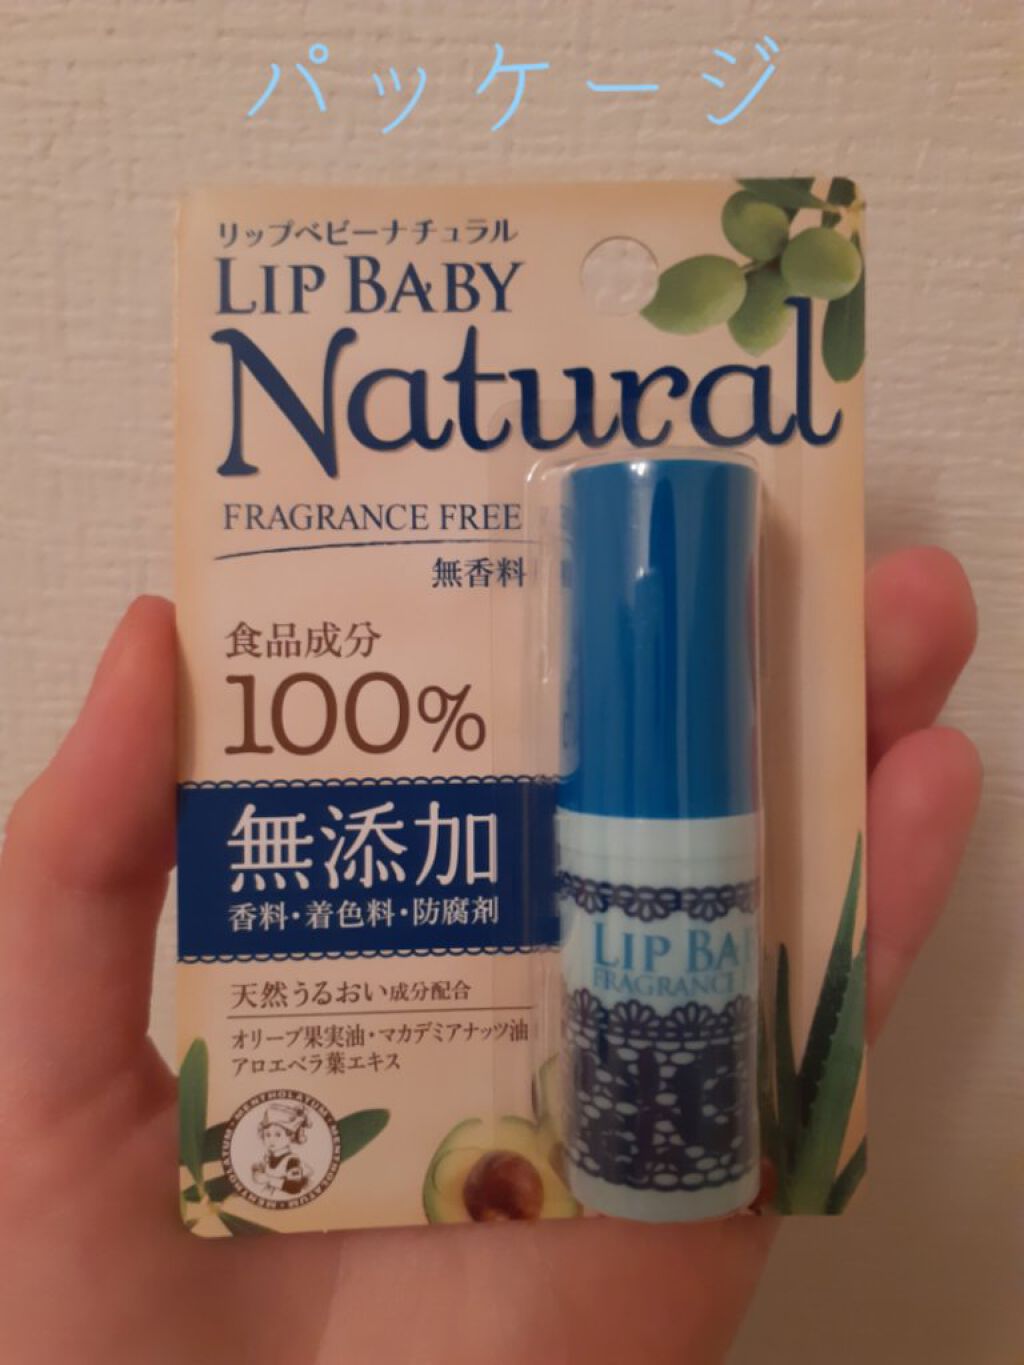 パッケージ
リップベビーナチュラル
LIP BABY
Natural
FRAGRANCE FREE
無香料
食品成分
100%
無添加
香料・着色料・防腐剤
天然うるおい成分配合
オリーブ果実油・マカデミアナッツ油
アロエベラ葉エキス
MENTHOLATUM・MENTHOLATUM・MENTHOLATUM
LIP BA
FRAGRANCE